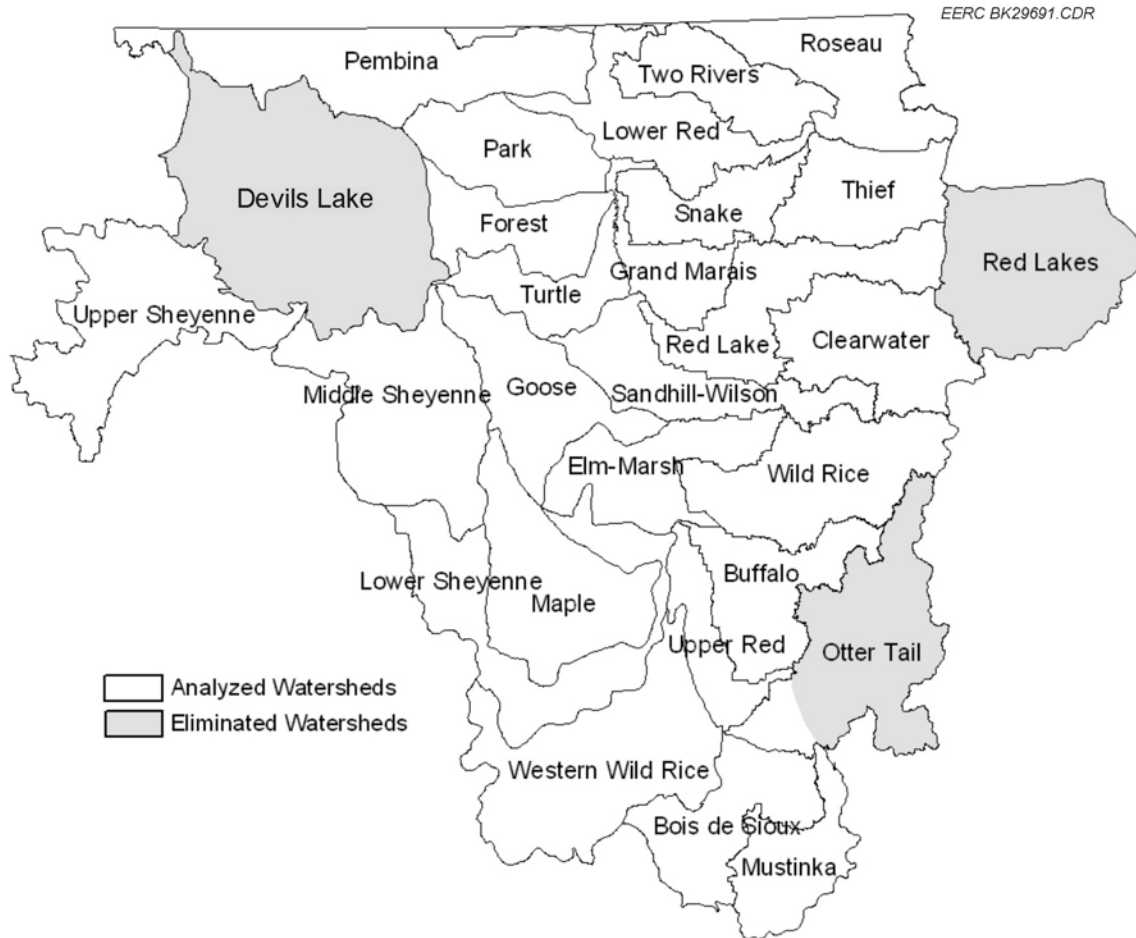 EERC BK29691.CDR
Roseau
Pembina
Two Rivers
Lower Red
Park
Thief
Devils Lake
Snake
Forest
Red Lakes
Grand Marais
Turtle
Upper Sheyenne
Clearwater
Red Lake
Goose
Middle Sheyenne
Sandhill-Wilson
Elm-Marsh
Wild Rice
Buffalo
Lower Sheyenne
Maple
Upper Red
Otter Tail
Analyzed Watersheds
Eliminated Watersheds
Western Wild Rice
Bois de Sioux
Mustinka